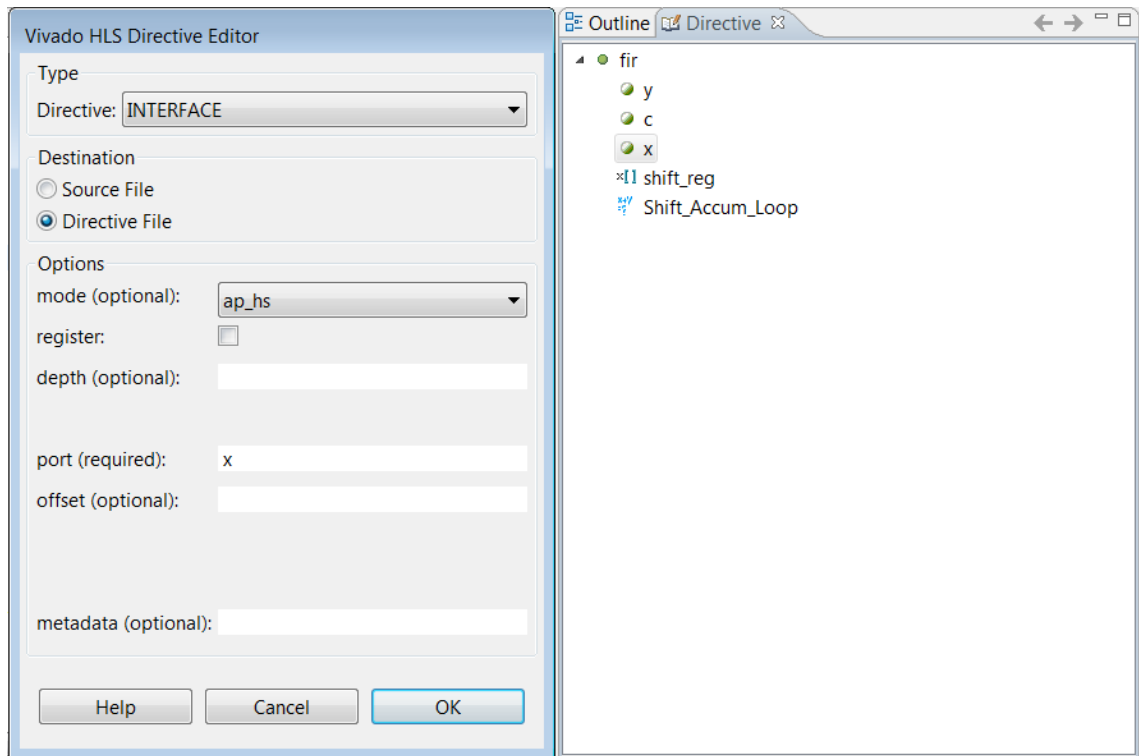 Vivado HLS Directive Editor
Type
Directive: INTERFACE
Destination
Source File
Directive File
Options
mode (optional): ap_hs
register:
depth (optional):
port (required): x
offset (optional):
metadata (optional):
Help Cancel OK
Outline Directive
fir
y
c
x
x[] shift_reg
Shift_Accum_Loop